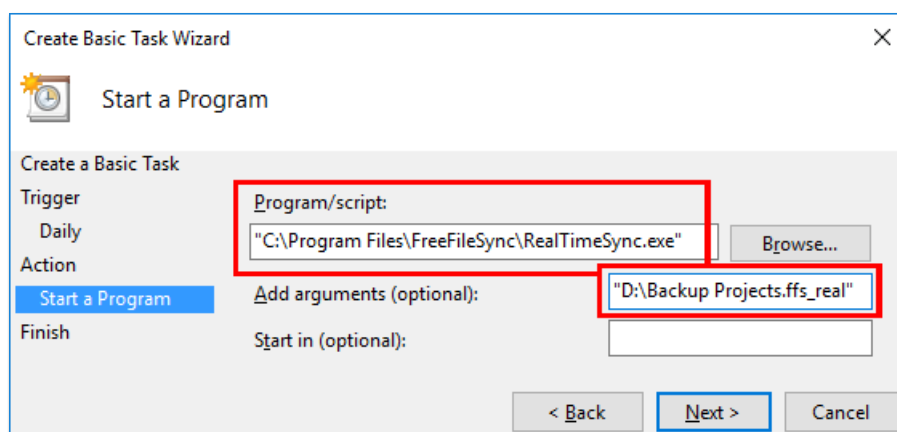 Create Basic Task Wizard
Start a Program
Create a Basic Task
Trigger
Daily
Action
Start a Program
Finish
Program/script:
"C:\Program Files\FreeFileSync\RealTimeSync.exe"
Browse...
Add arguments (optional):
"D:\Backup Projects.ffs_real"
Start in (optional):
< Back
Next >
Cancel